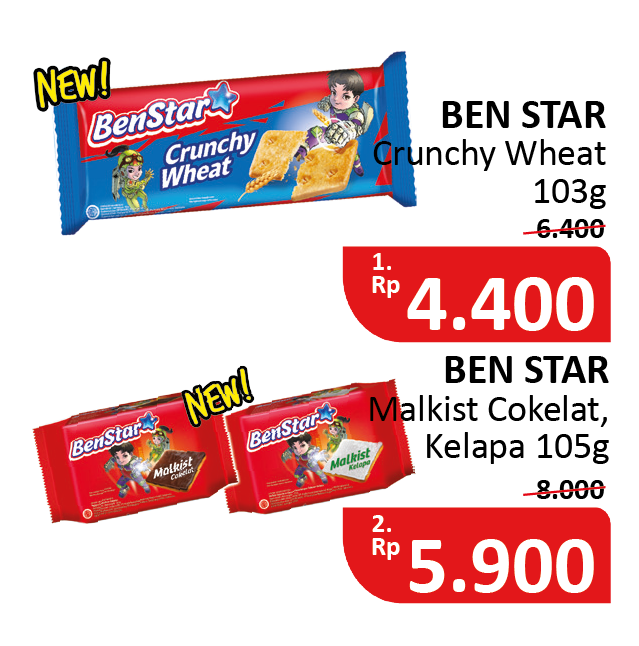 NEW!
BenStar
Crunchy
Wheat
BEN STAR
Crunchy Wheat
103g
6.400
1.
Rp
4.400
NEW!
BenStar
Malkist
Cokelat
BenStar
Malkist
Kelapa
BEN STAR
Malkist Cokelat,
Kelapa 105g
8.000
2.
Rp
5.900